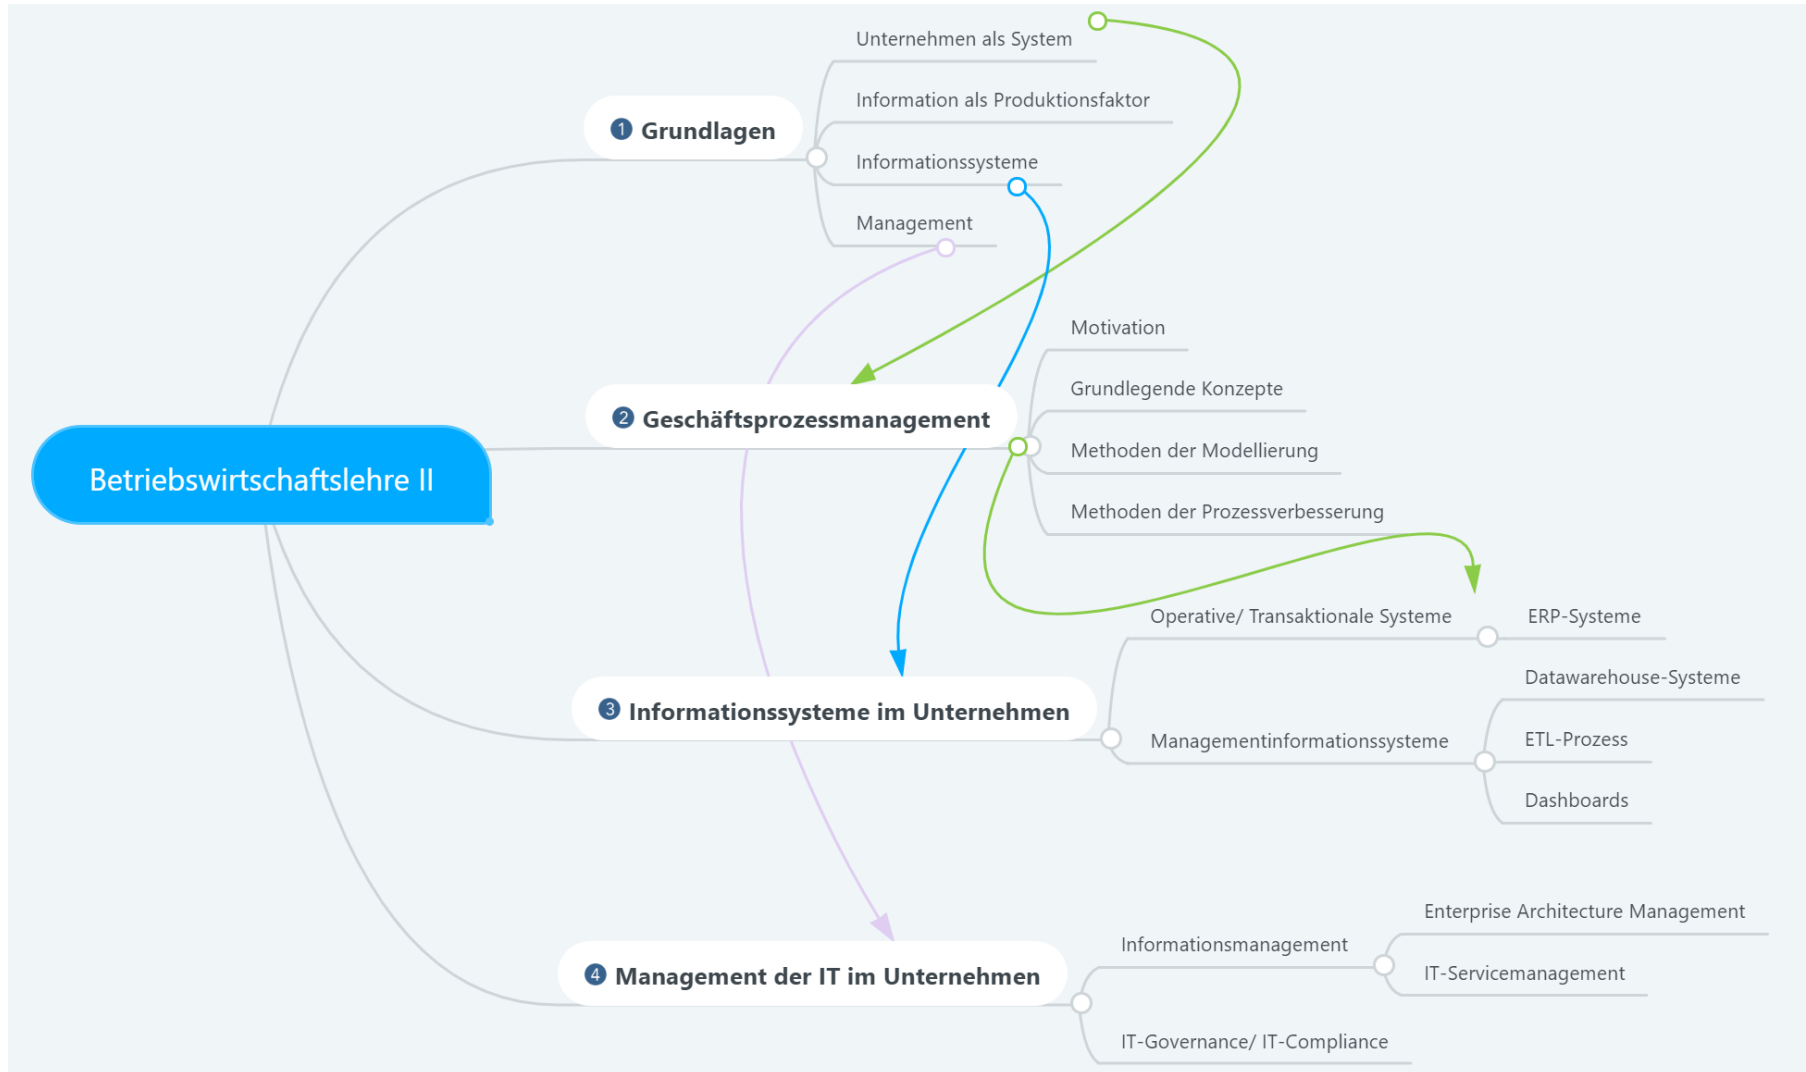 Unternehmen als System
Information als Produktionsfaktor
1 Grundlagen
Informationssysteme
Management
Motivation
Grundlegende Konzepte
2 Geschäftsprozessmanagement
Methoden der Modellierung
Betriebswirtschaftslehre II
Methoden der Prozessverbesserung
Operative/ Transaktionale Systeme
ERP-Systeme
Datawarehouse-Systeme
3 Informationssysteme im Unternehmen
Managementinformationssysteme
ETL-Prozess
Dashboards
Enterprise Architecture Management
Informationsmanagement
4 Management der IT im Unternehmen
IT-Servicemanagement
IT-Governance/ IT-Compliance